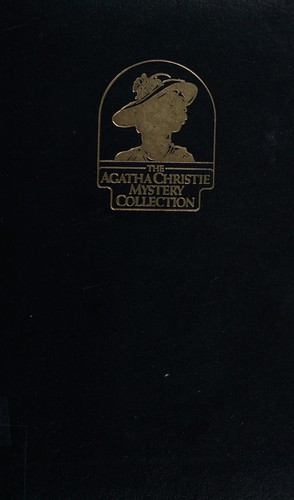 THE
AGATHA CHRISTIE
MYSTERY
COLLECTION